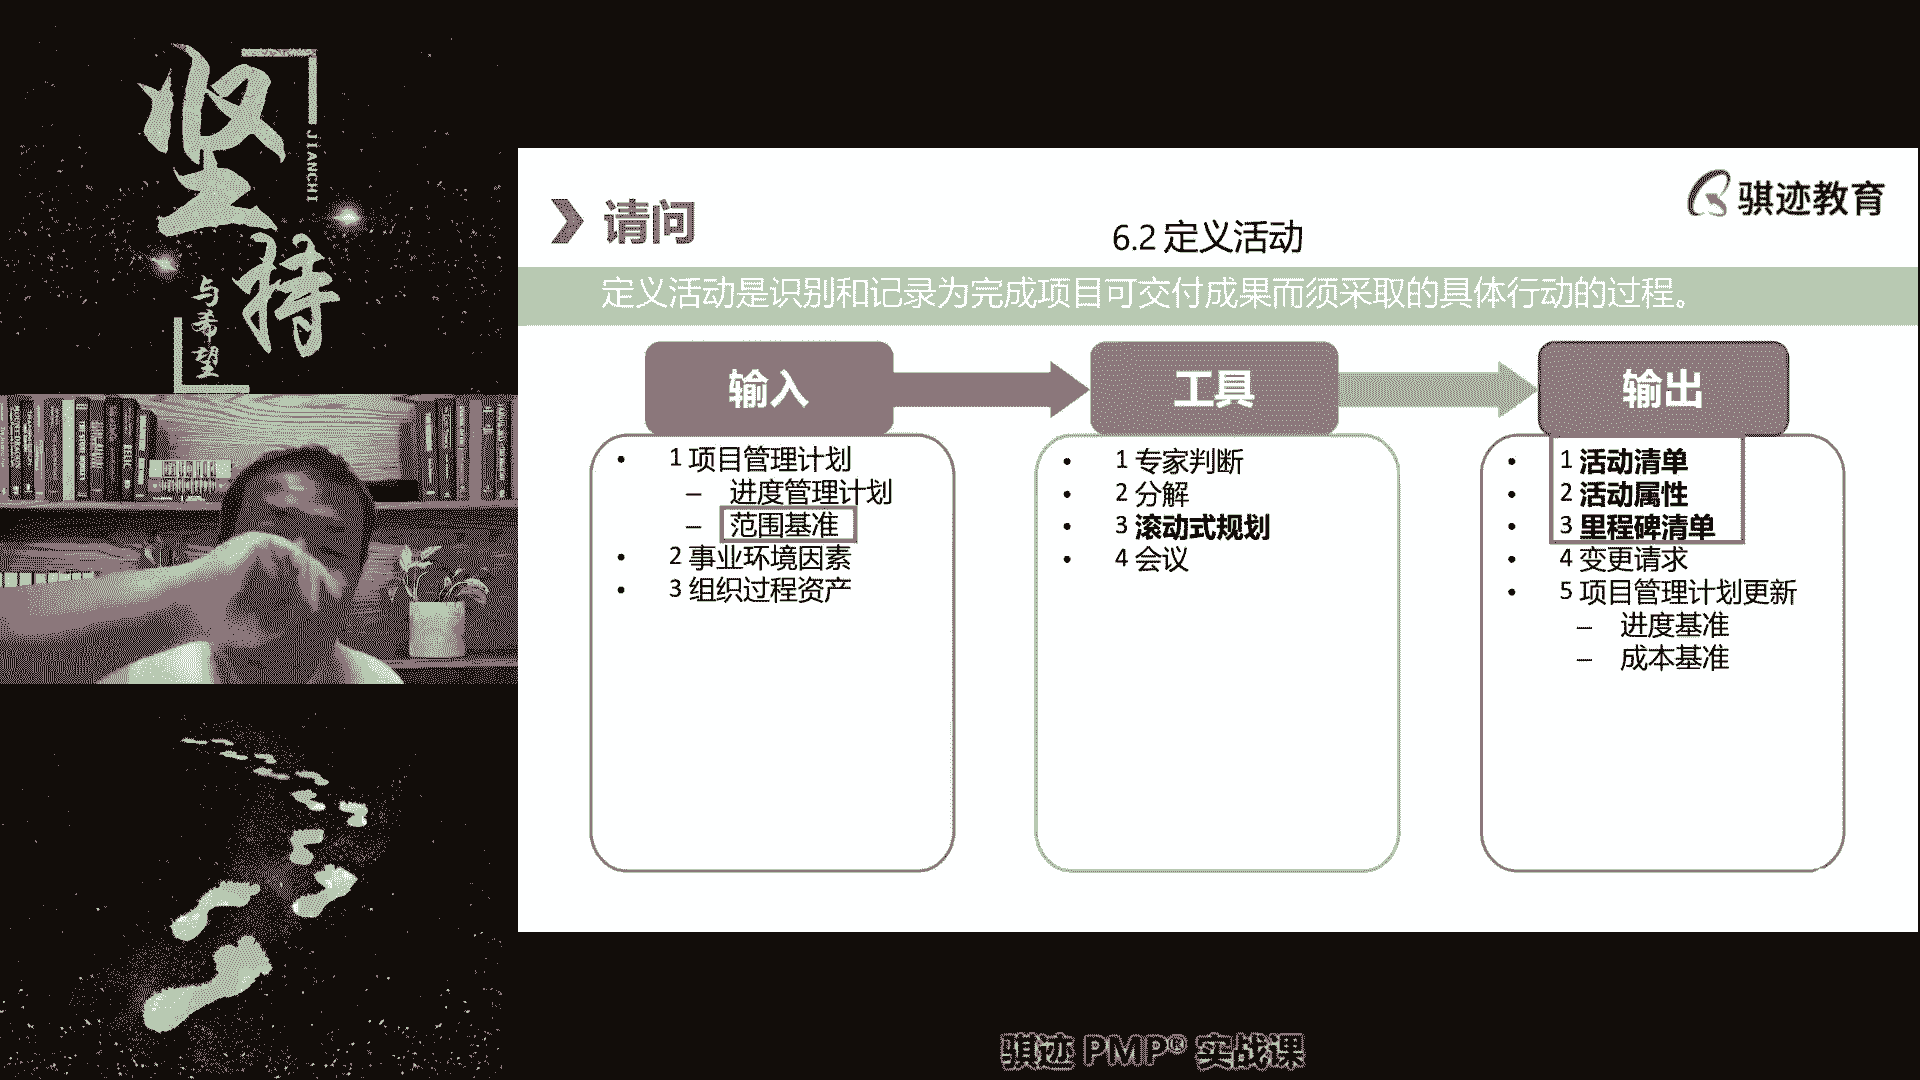 坚持
JIANCHI
与希望
请问
骐迹教育
6.2 定义活动
定义活动是识别和记录为完成项目可交付成果而须采取的具体行动的过程。
输入
• 1 项目管理计划
– 进度管理计划
– 范围基准
• 2 事业环境因素
• 3 组织过程资产
工具
• 1 专家判断
• 2 分解
• 3 滚动式规划
• 4 会议
输出
• 1 活动清单
• 2 活动属性
• 3 里程碑清单
• 4 变更请求
• 5 项目管理计划更新
– 进度基准
– 成本基准
骐迹 PMP® 实战课